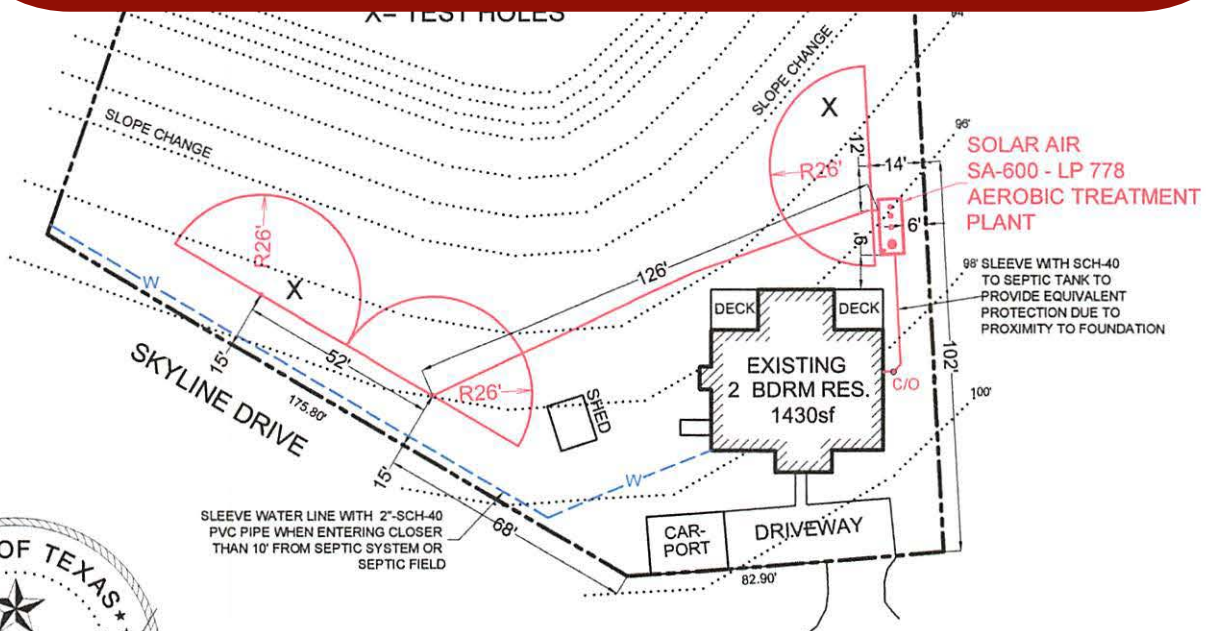 X= TEST HOLES
SLOPE CHANGE
SLOPE CHANGE
X
12'
14'
R26'
96'
SOLAR AIR
SA-600 - LP 778
AEROBIC TREATMENT
PLANT
6'
9'
98'
SLEEVE WITH SCH-40
TO SEPTIC TANK TO
PROVIDE EQUIVALENT
PROTECTION DUE TO
PROXIMITY TO FOUNDATION
R26'
X
W
126'
DECK
DECK
15'
52'
SKYLINE DRIVE
175.80'
R26'
SHED
EXISTING
2 BDRM RES.
1430sf
C/O
102'
100'
15'
W
68'
SLEEVE WATER LINE WITH 2"-SCH-40
PVC PIPE WHEN ENTERING CLOSER
THAN 10' FROM SEPTIC SYSTEM OR
SEPTIC FIELD
CAR-
PORT
DRIVEWAY
82.90'
OF TEXAS